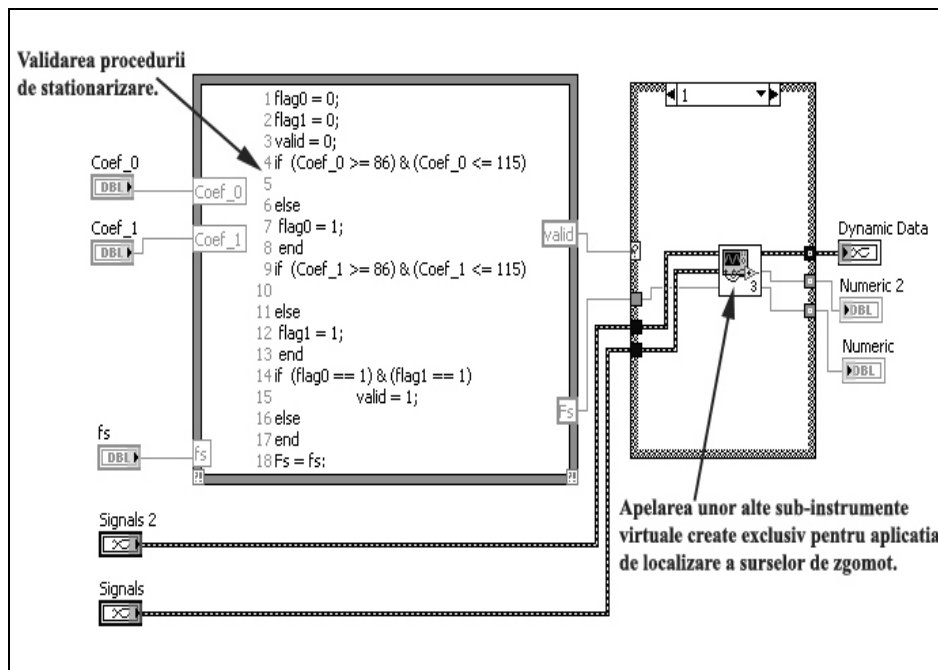 Validarea procedurii
de stationarizare.
1 flag0 = 0;
2 flag1 = 0;
3 valid = 0;
4 if (Coef_0 >= 86) & (Coef_0 <= 115)
5
6 else
7 flag0 = 1;
8 end
9 if (Coef_1 >= 86) & (Coef_1 <= 115)
10
11 else
12 flag1 = 1;
13 end
14 if (flag0 == 1) & (flag1 == 1)
15 valid = 1;
16 else
17 end
18 Fs = fs;
Coef_0
DBL
Coef_0
Coef_1
DBL
Coef_1
fs
DBL
fs
valid
Fs
Signals 2
Signals
1
?
3
Dynamic Data
Numeric 2
DBL
Numeric
DBL
Apelarea unor alte sub-instrumente
virtuale create exclusiv pentru aplicatia
de localizare a surselor de zgomot.